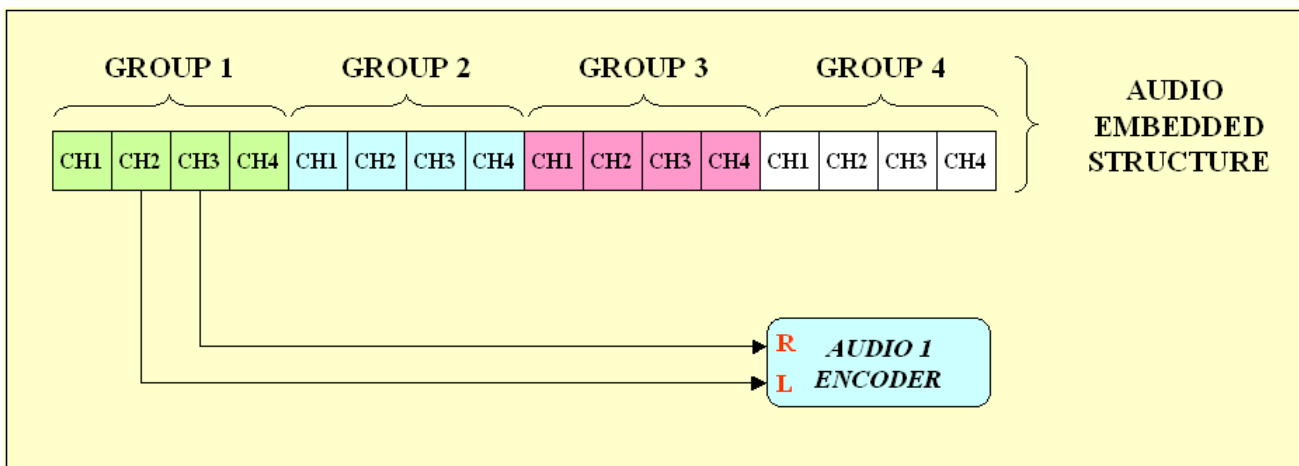 GROUP 1 GROUP 2 GROUP 3 GROUP 4
AUDIO
EMBEDDED
STRUCTURE
CH1 CH2 CH3 CH4 CH1 CH2 CH3 CH4 CH1 CH2 CH3 CH4 CH1 CH2 CH3 CH4
R AUDIO 1
L ENCODER